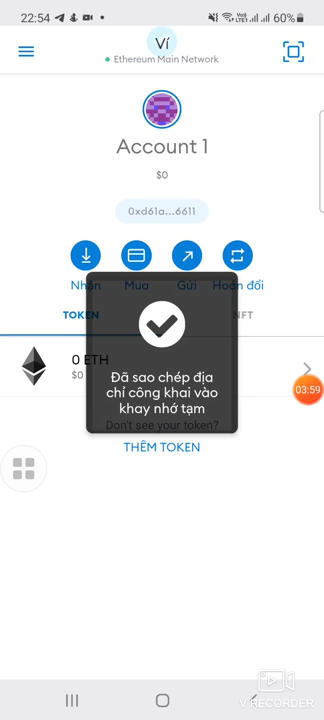 22:54
60%
Ví
Ethereum Main Network
Account 1
$0
0xd61a...6611
Nhận
Mua
Gửi
Hoán đổi
TOKEN
NFT
0 ETH
$0
03:59
Đã sao chép địa
chỉ công khai vào
khay nhớ tạm
Don't see your token?
THÊM TOKEN
V RECORDER